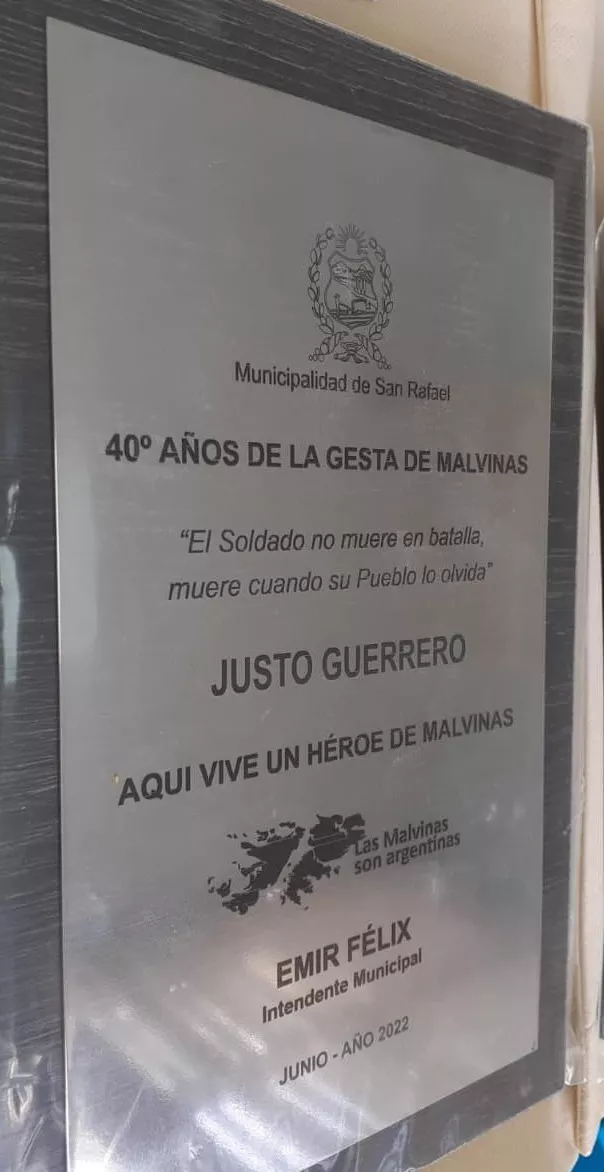 Municipalidad de San Rafael
40º AÑOS DE LA GESTA DE MALVINAS
“El Soldado no muere en batalla,
muere cuando su Pueblo lo olvida”
JUSTO GUERRERO
AQUI VIVE UN HÉROE DE MALVINAS
Las Malvinas
son argentinas
EMIR FÉLIX
Intendente Municipal
JUNIO - AÑO 2022